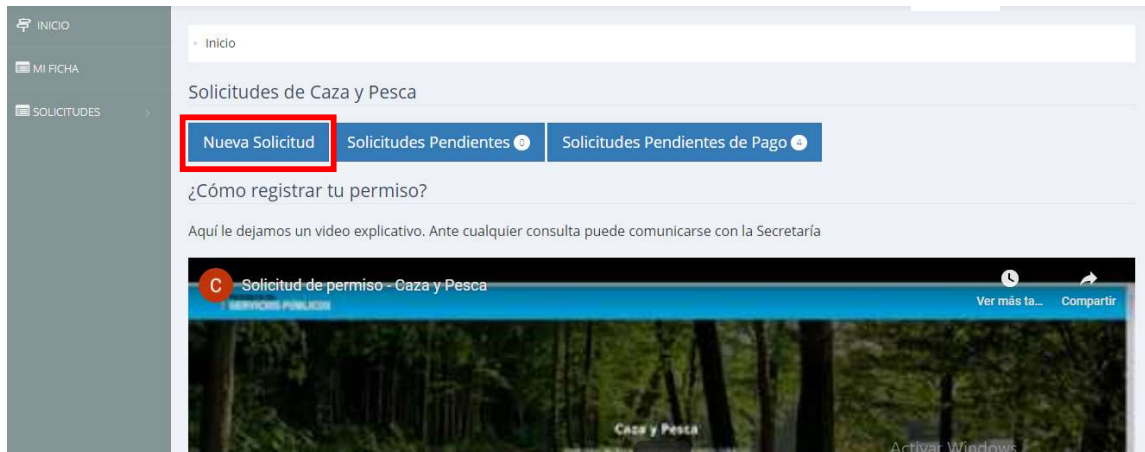 INICIO
Inicio
MI FICHA
Solicitudes de Caza y Pesca
SOLICITUDES
Nueva Solicitud
Solicitudes Pendientes 0
Solicitudes Pendientes de Pago 4
¿Cómo registrar tu permiso?
Aquí le dejamos un video explicativo. Ante cualquier consulta puede comunicarse con la Secretaría
C
Solicitud de permiso - Caza y Pesca
Ver más ta...
Compartir
SERVICIOS PUBLICOS
Caza y Pesca
Activar Windows